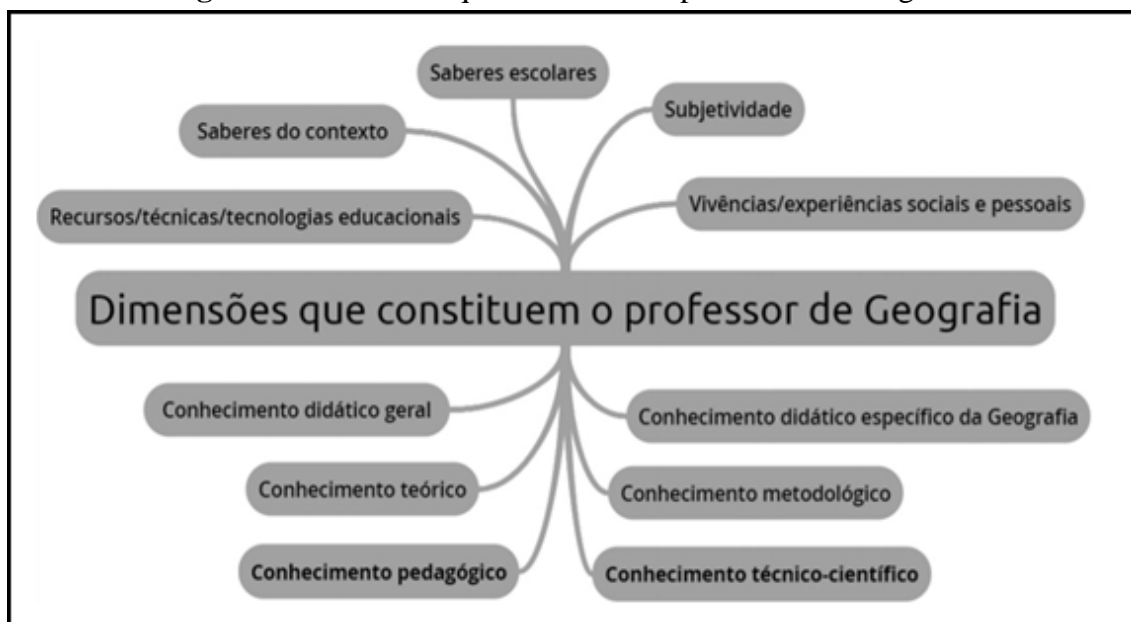 Saberes escolares
Subjetividade
Saberes do contexto
Vivências/experiências sociais e pessoais
Recursos/técnicas/tecnologias educacionais
Dimensões que constituem o professor de Geografia
Conhecimento didático geral
Conhecimento didático específico da Geografia
Conhecimento teórico
Conhecimento metodológico
Conhecimento pedagógico
Conhecimento técnico-científico